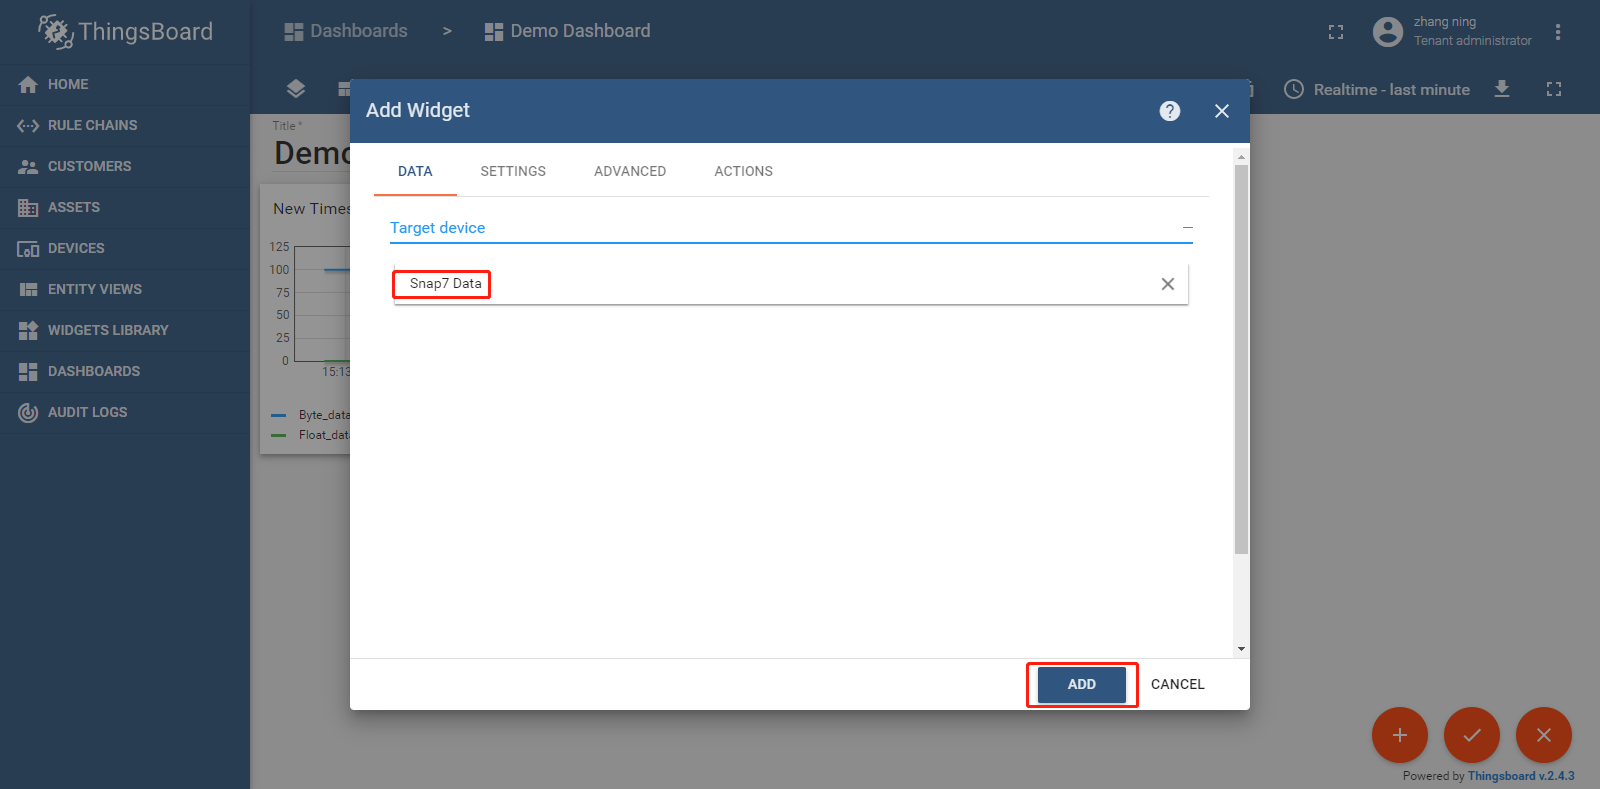 ThingsBoard
Dashboards > Demo Dashboard
zhang ning
Tenant administrator
HOME
RULE CHAINS
CUSTOMERS
ASSETS
DEVICES
ENTITY VIEWS
WIDGETS LIBRARY
DASHBOARDS
AUDIT LOGS
Realtime - last minute
Title *
Demo
New Times
125
100
75
50
25
0
15:13
Byte_data
Float_data
Add Widget
DATA SETTINGS ADVANCED ACTIONS
Target device
Snap7 Data
ADD CANCEL
Powered by Thingsboard v.2.4.3